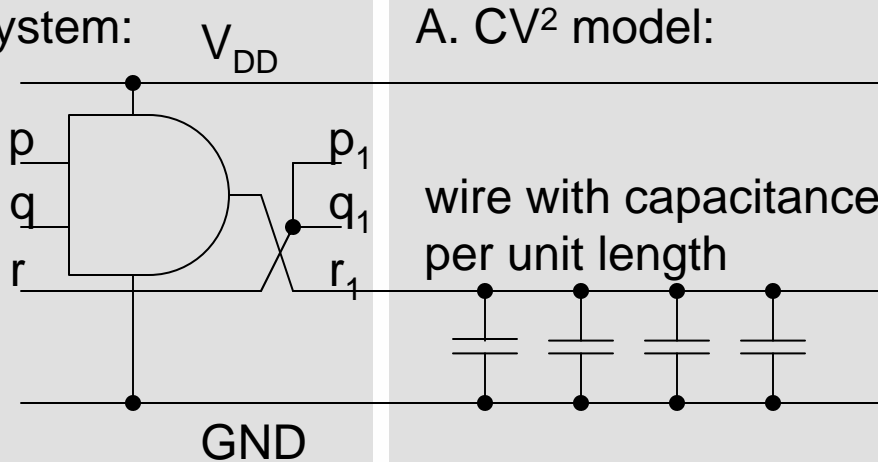 ystem:
V_DD
p
q
r
p₁
q₁
r₁
GND
A. CV² model:
wire with capacitance
per unit length